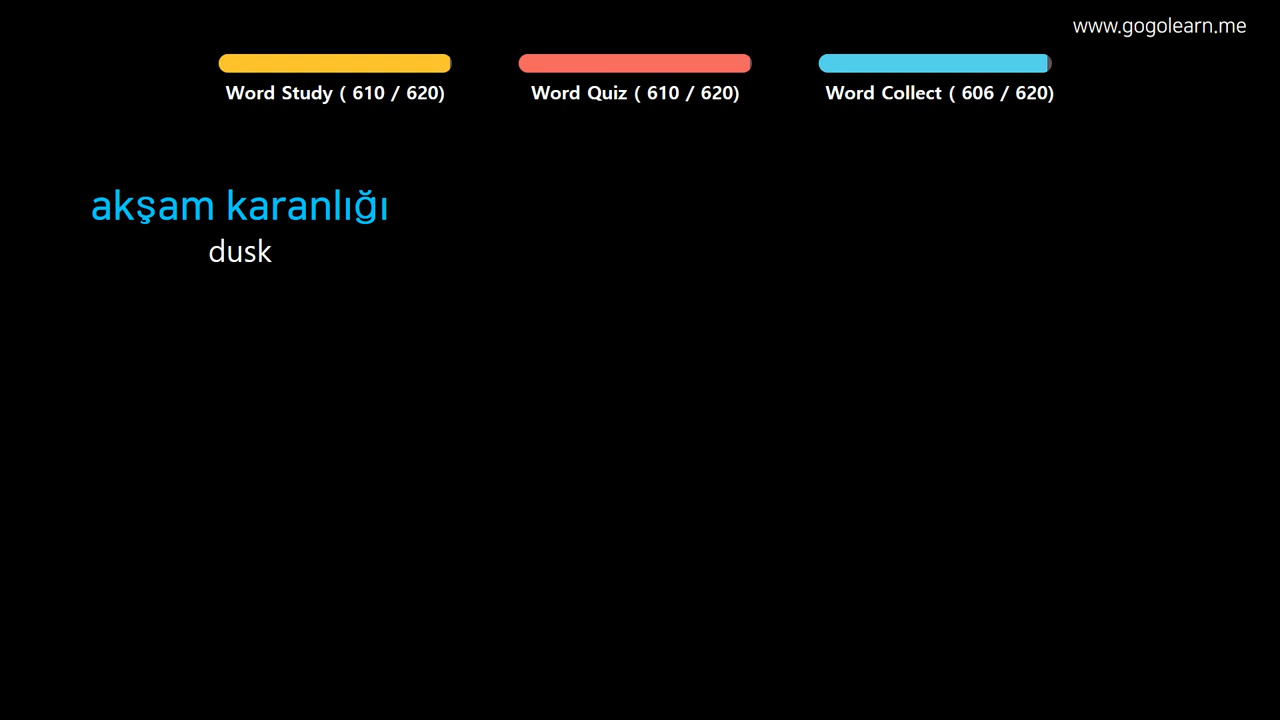 www.gogolearn.me
Word Study ( 610 / 620)
Word Quiz ( 610 / 620)
Word Collect ( 606 / 620)
akşam karanlığı
dusk